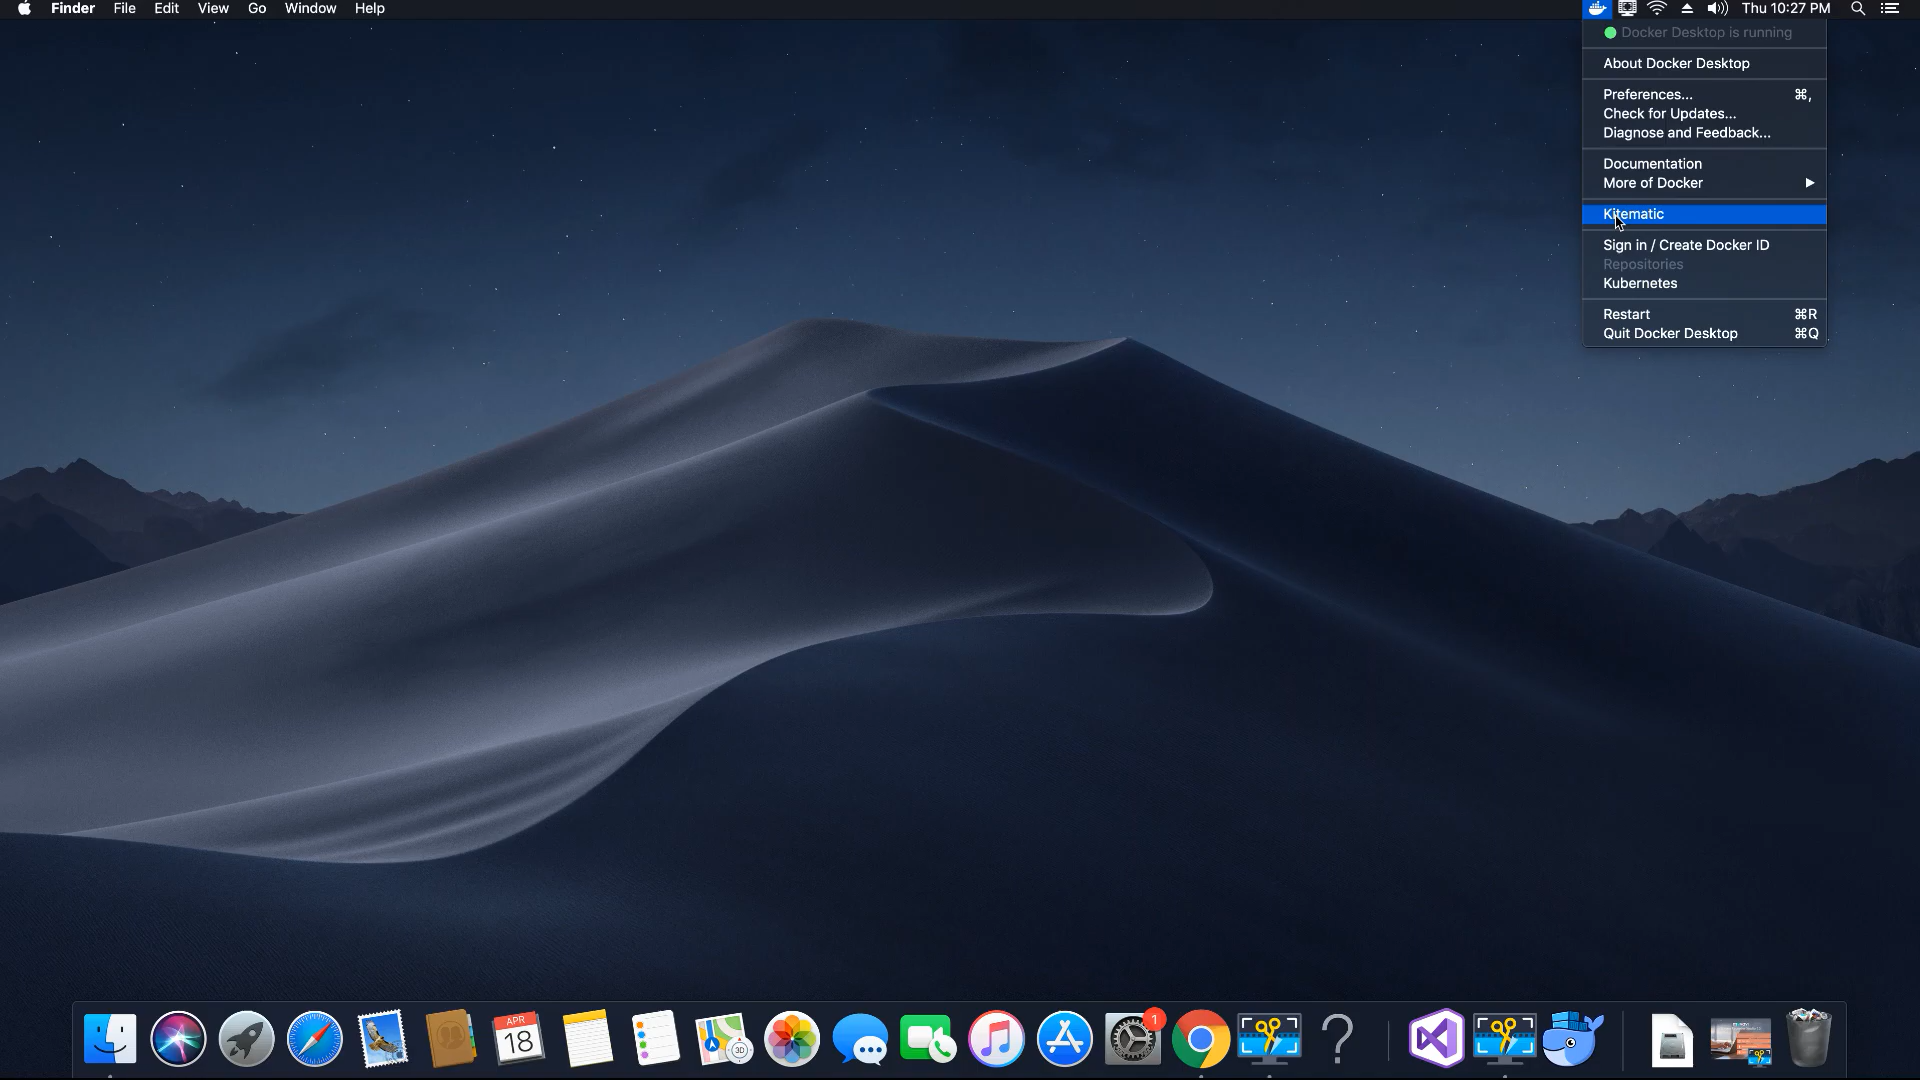 Finder File Edit View Go Window Help Thu 10:27 PM
Docker Desktop is running
About Docker Desktop
Preferences... ⌘,
Check for Updates...
Diagnose and Feedback...
Documentation
More of Docker ▶
Kitematic
Sign in / Create Docker ID
Repositories
Kubernetes
Restart ⌘R
Quit Docker Desktop ⌘Q
APR
18
3D
1
?